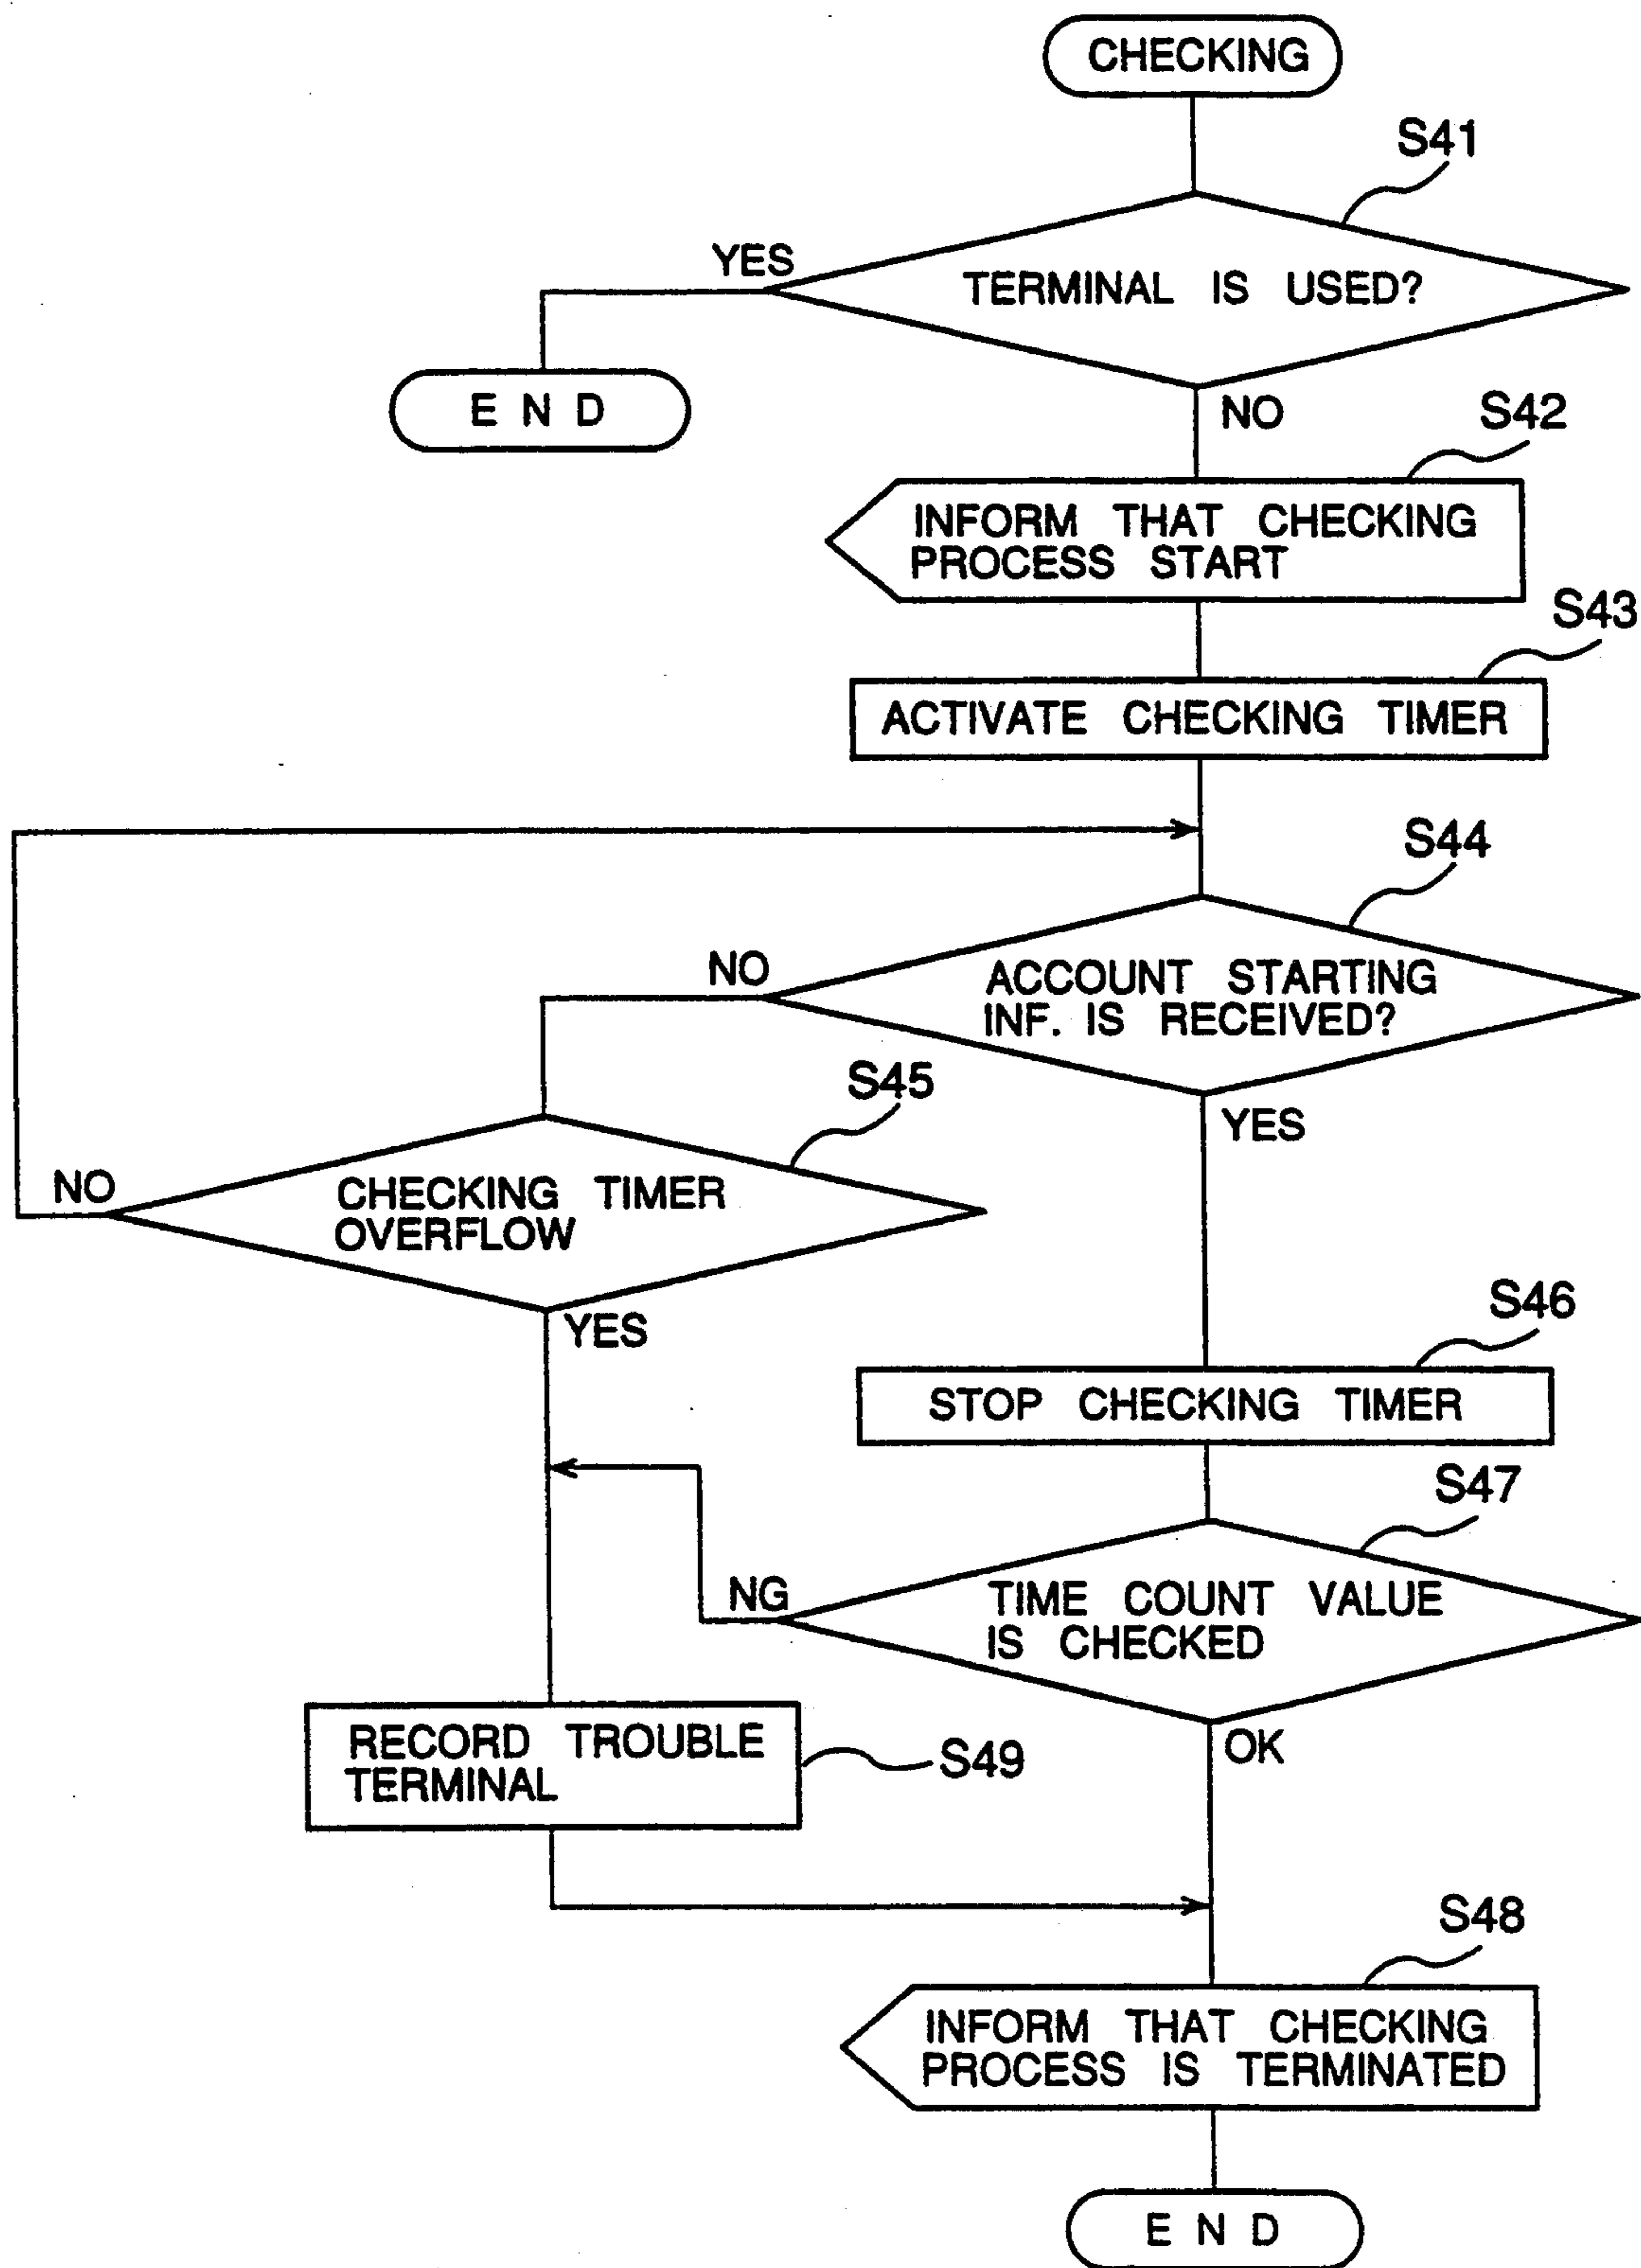 CHECKING
S41
YES
TERMINAL IS USED?
E N D
NO
S42
INFORM THAT CHECKING
PROCESS START
S43
ACTIVATE CHECKING TIMER
S44
NO
ACCOUNT STARTING
INF. IS RECEIVED?
S45
YES
NO
CHECKING TIMER
OVERFLOW
YES
S46
STOP CHECKING TIMER
S47
NG
TIME COUNT VALUE
IS CHECKED
RECORD TROUBLE
TERMINAL
S49
OK
S48
INFORM THAT CHECKING
PROCESS IS TERMINATED
E N D